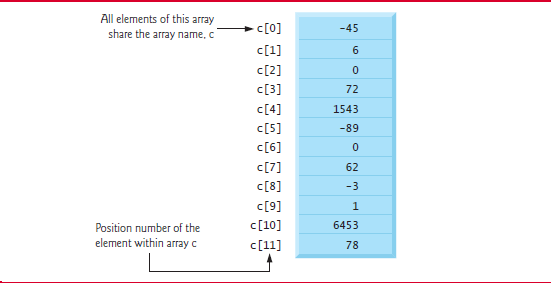 All elements of this array
share the array name, c
c[0] -45
c[1] 6
c[2] 0
c[3] 72
c[4] 1543
c[5] -89
c[6] 0
c[7] 62
c[8] -3
c[9] 1
c[10] 6453
c[11] 78
Position number of the
element within array c